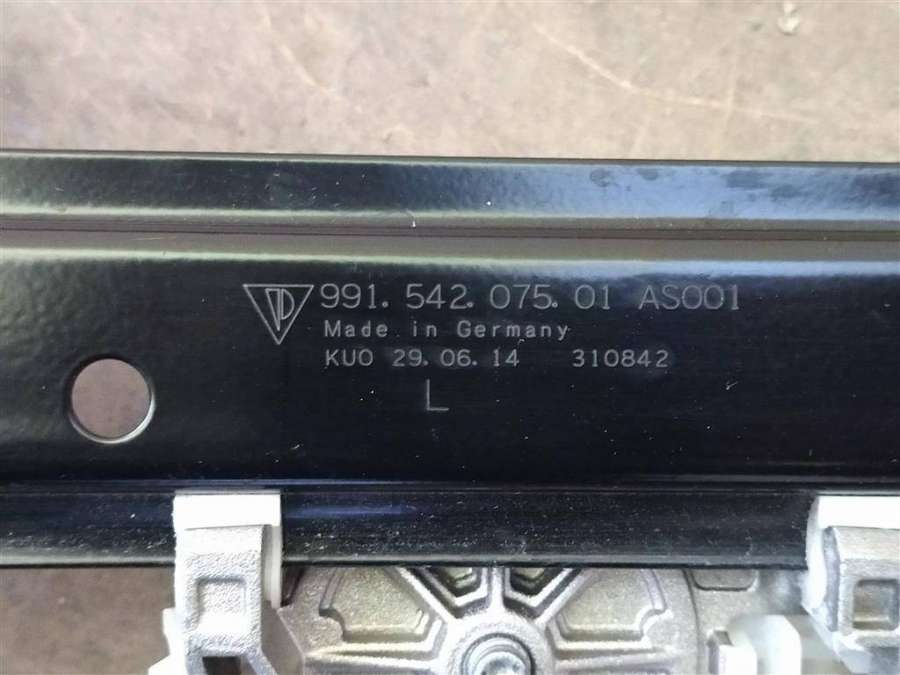 991.542.075.01 AS001
Made in Germany
KUO 29.06.14 310842
L